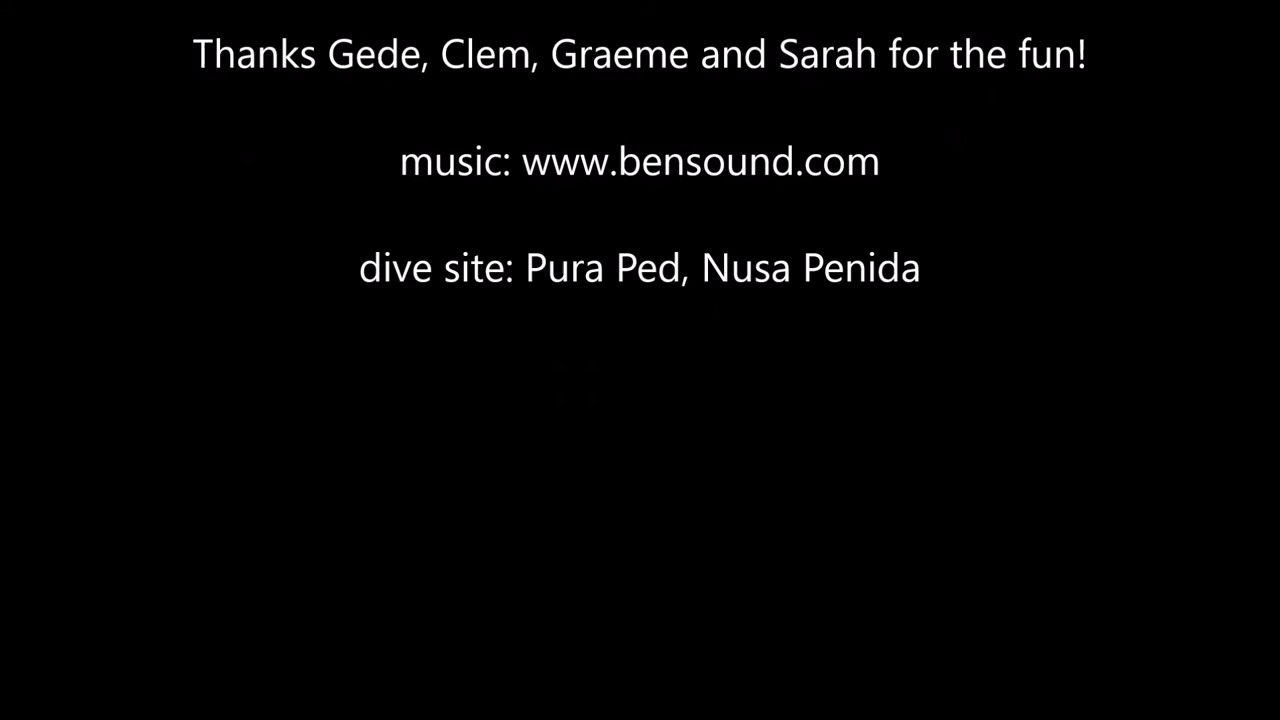 Thanks Gede, Clem, Graeme and Sarah for the fun!
music: www.bensound.com
dive site: Pura Ped, Nusa Penida